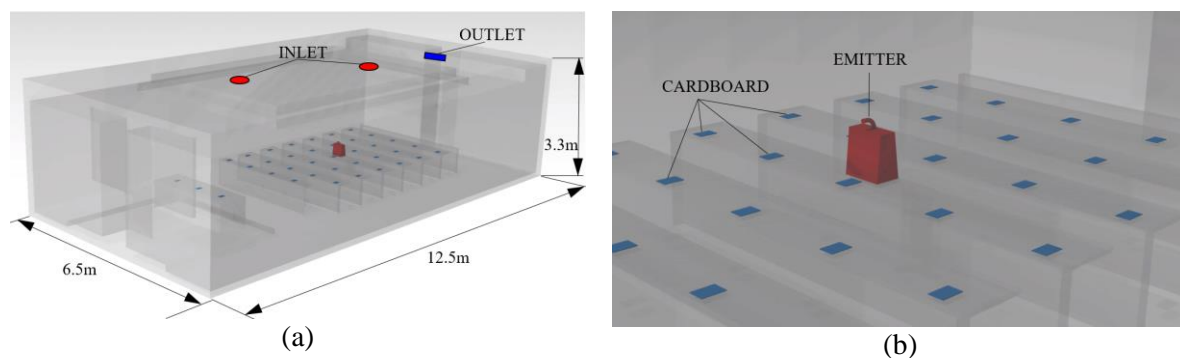 OUTLET
INLET
3.3m
12.5m
6.5m
(a)
EMITTER
CARDBOARD
(b)